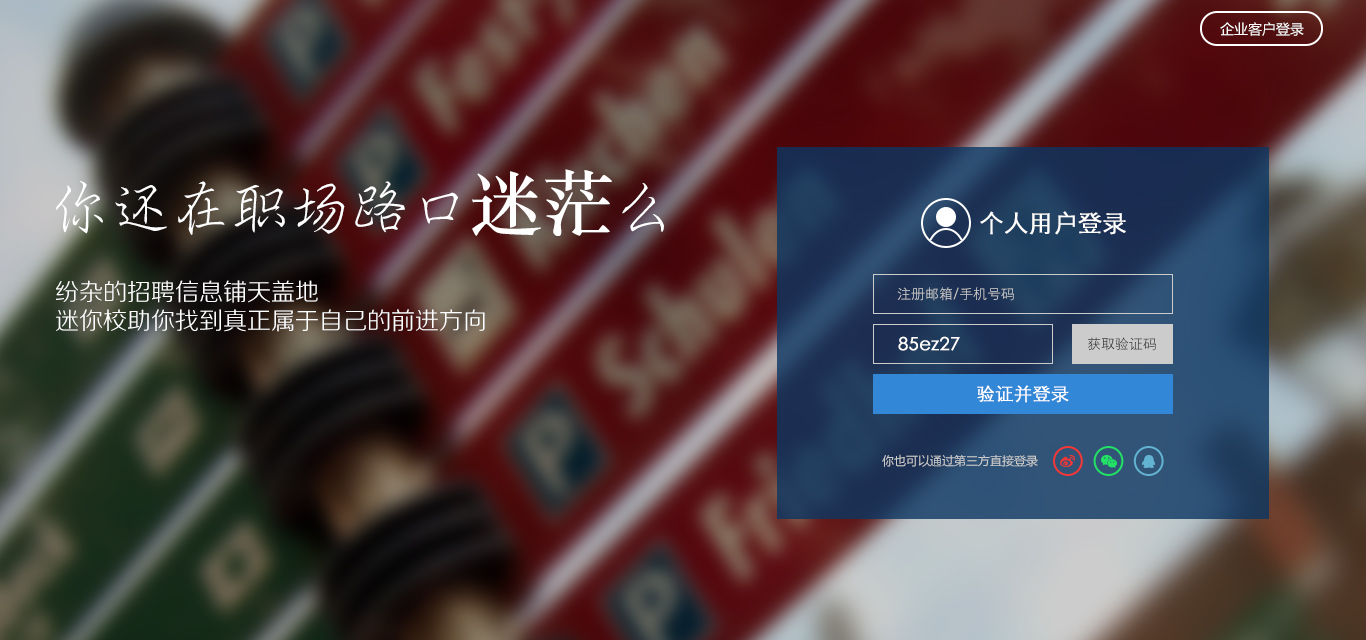 企业客户登录
你还在职场路口迷茫么
纷杂的招聘信息铺天盖地
迷你校助你找到真正属于自己的前进方向
个人用户登录
注册邮箱/手机号码
85ez27
获取验证码
验证并登录
你也可以通过第三方直接登录
P
P
Kirschen
P
P